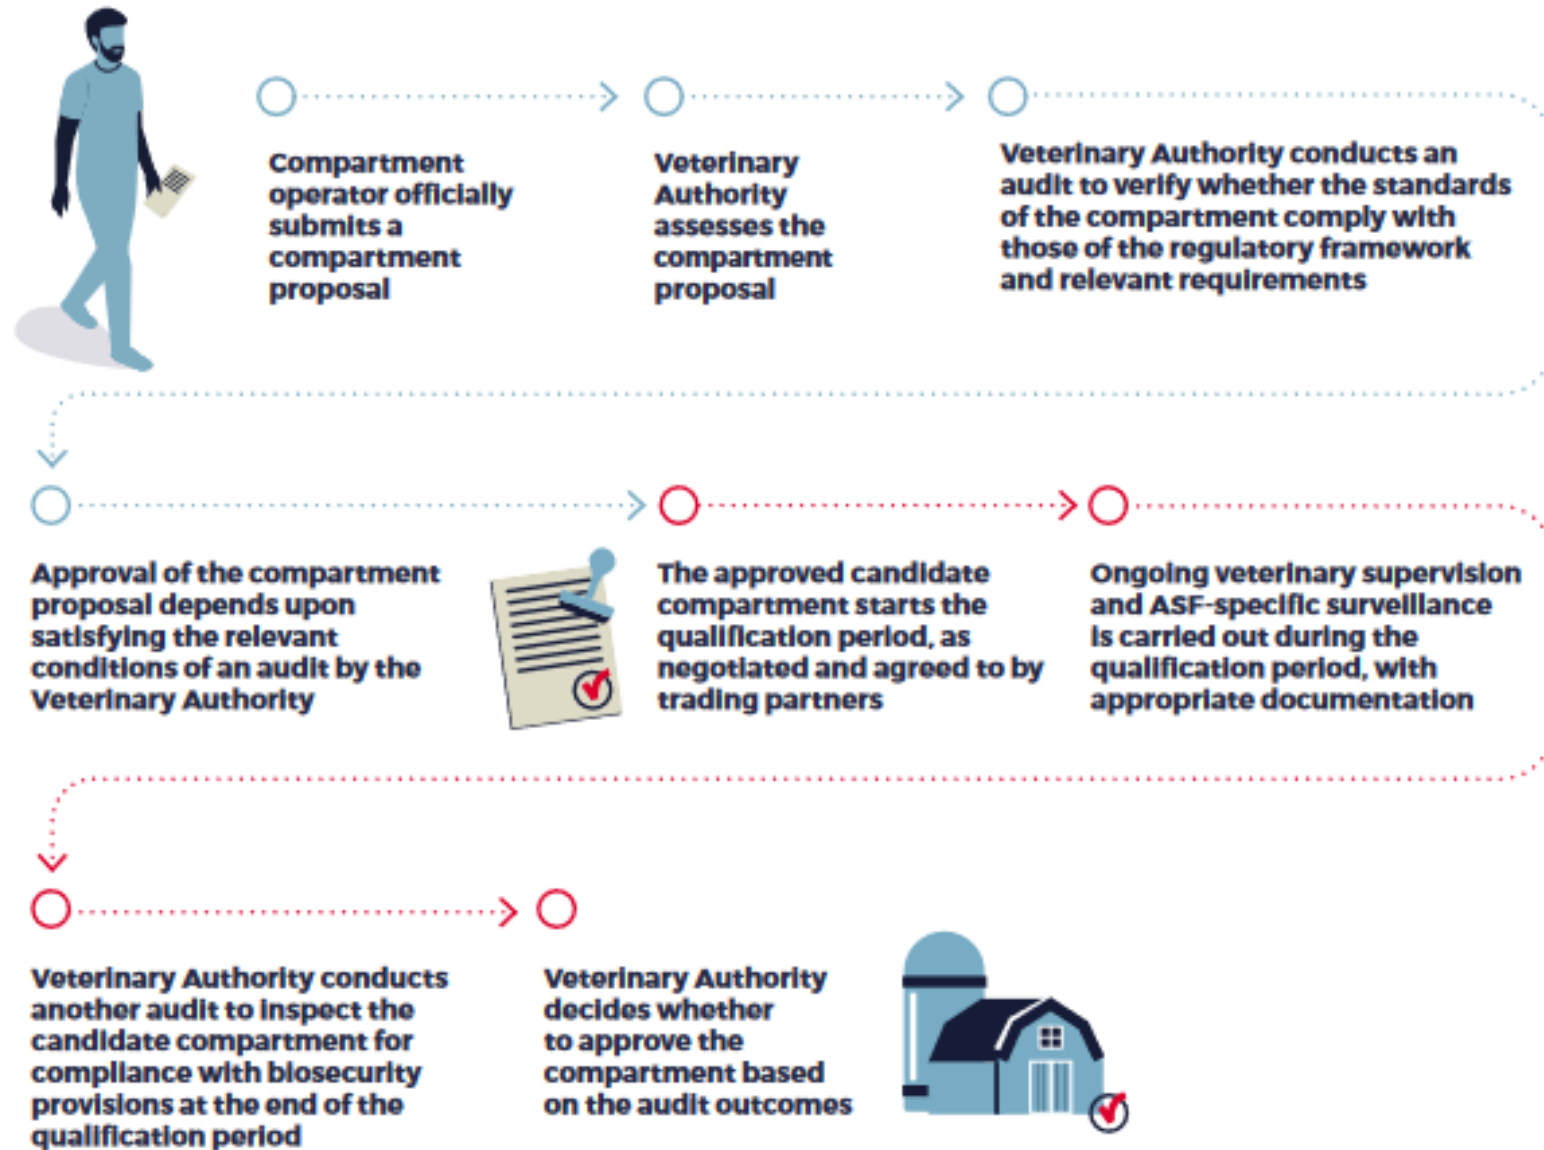 Compartment
operator officially
submits a
compartment
proposal
Veterinary
Authority
assesses the
compartment
proposal
Veterinary Authority conducts an
audit to verify whether the standards
of the compartment comply with
those of the regulatory framework
and relevant requirements
Approval of the compartment
proposal depends upon
satisfying the relevant
conditions of an audit by the
Veterinary Authority
The approved candidate
compartment starts the
qualification period, as
negotiated and agreed to by
trading partners
Ongoing veterinary supervision
and ASF-specific surveillance
is carried out during the
qualification period, with
appropriate documentation
Veterinary Authority conducts
another audit to inspect the
candidate compartment for
compliance with biosecurity
provisions at the end of the
qualification period
Veterinary Authority
decides whether
to approve the
compartment based
on the audit outcomes